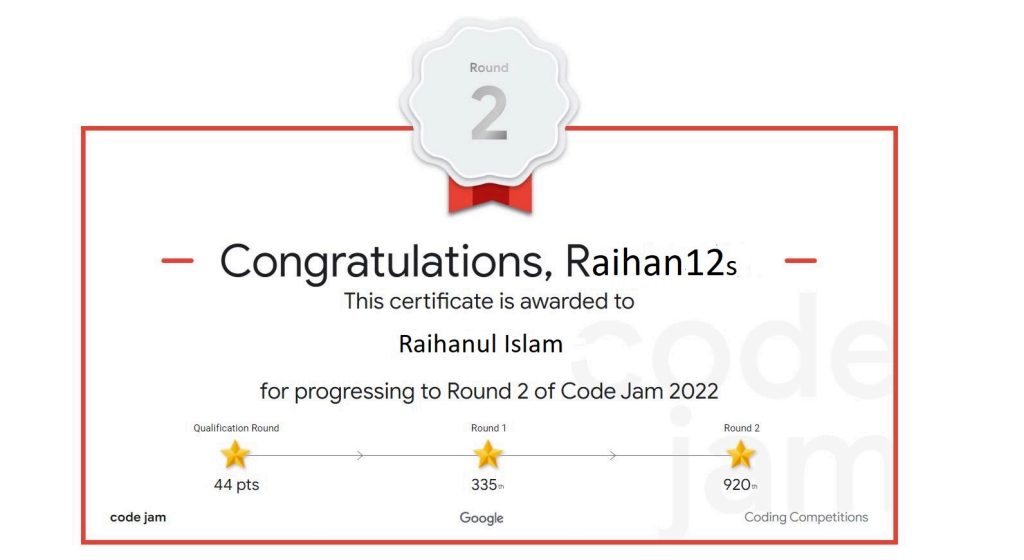 Round
2
Congratulations, Raihan12s
This certificate is awarded to
Raihanul Islam
for progressing to Round 2 of Code Jam 2022
Qualification Round Round 1 Round 2
44 pts 335th 920th
code jam Google Coding Competitions
code
jam